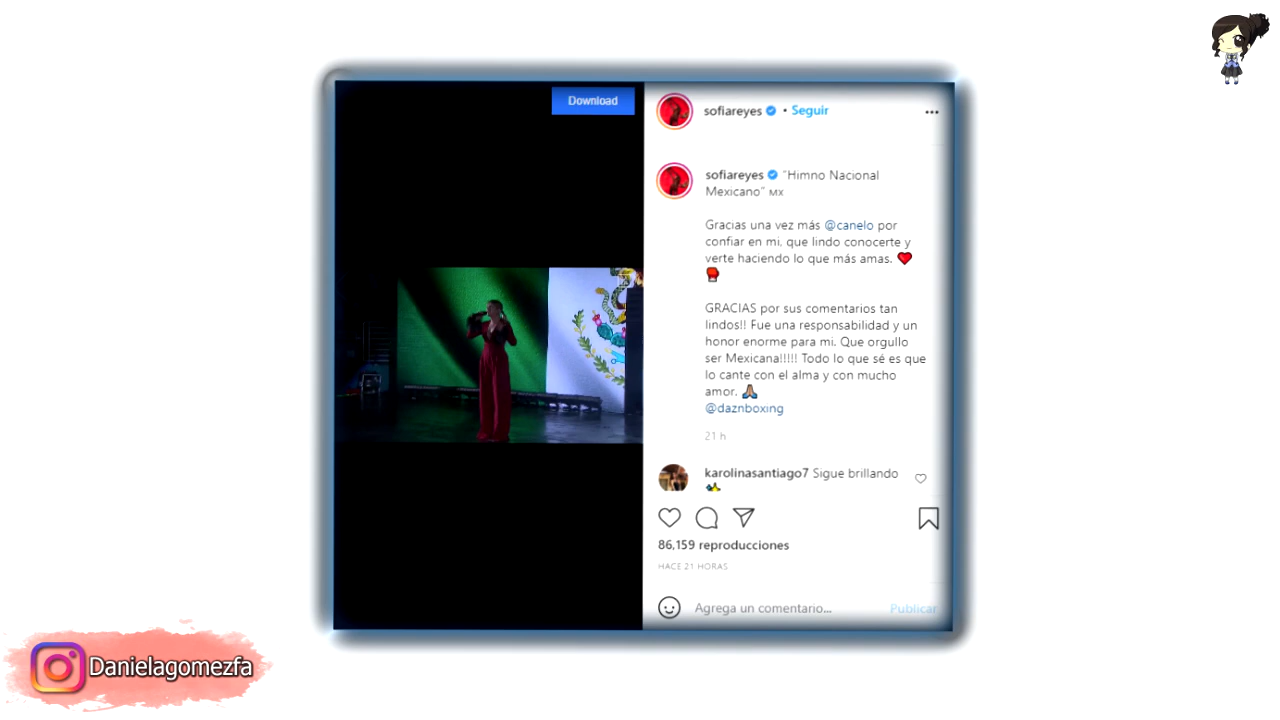 Download
sofiareyes • Seguir
sofiareyes "Himno Nacional
Mexicano" MX
Gracias una vez más @canelo por
confiar en mi, que lindo conocerte y
verte haciendo lo que más amas. ❤️
🥊
GRACIAS por sus comentarios tan
lindos!! Fue una responsabilidad y un
honor enorme para mi. Que orgullo
ser Mexicana!!!!! Todo lo que sé es que
lo cante con el alma y con mucho
amor. 🙏🏽
@daznboxing
21 h
karolinasantiago7 Sigue brillando
86,159 reproducciones
HACE 21 HORAS
Agrega un comentario...
Publicar
Danielagomezfa